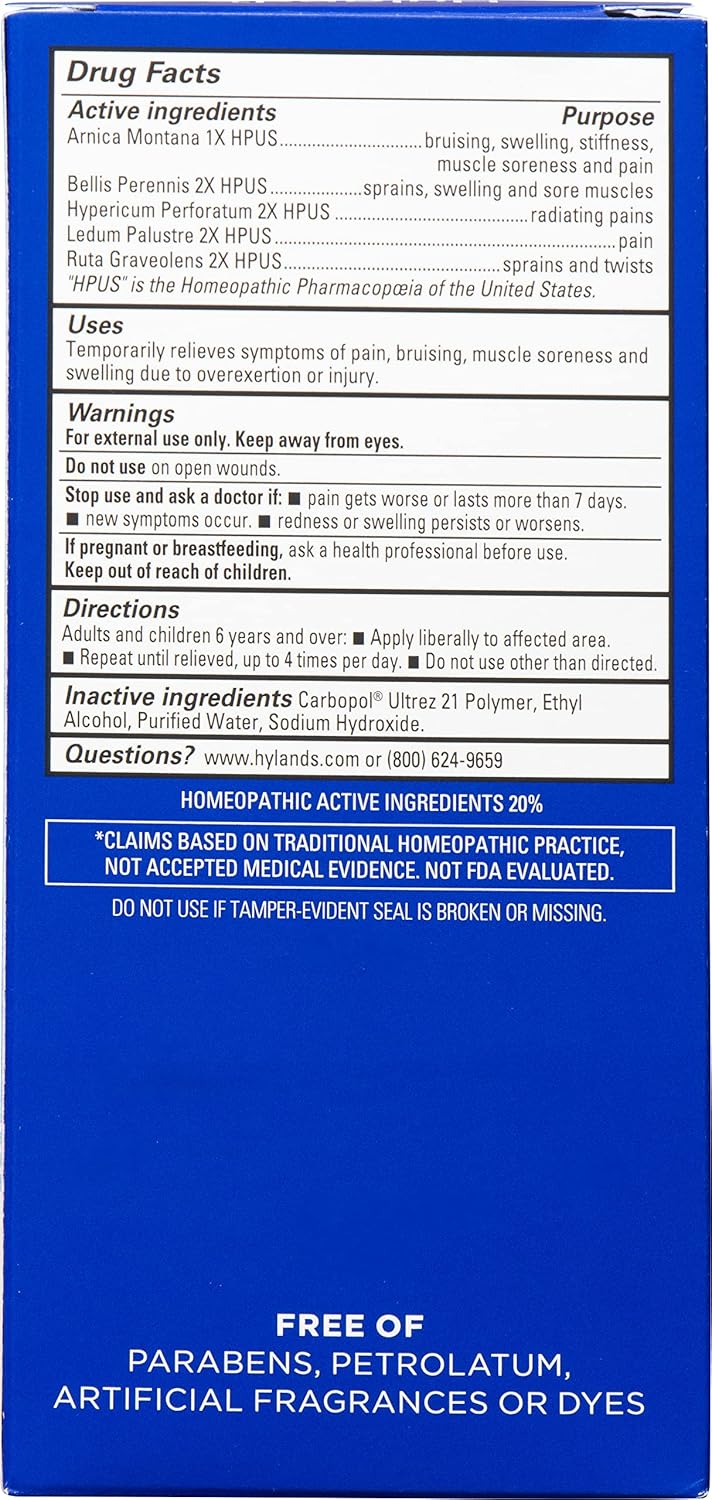 Drug Facts
Active ingredients Purpose
Arnica Montana 1X HPUS..............................bruising, swelling, stiffness,
muscle soreness and pain
Bellis Perennis 2X HPUS...................sprains, swelling and sore muscles
Hypericum Perforatum 2X HPUS.........................................radiating pains
Ledum Palustre 2X HPUS........................................................................pain
Ruta Graveolens 2X HPUS..............................................sprains and twists
"HPUS" is the Homeopathic Pharmacopœia of the United States.
Uses
Temporarily relieves symptoms of pain, bruising, muscle soreness and
swelling due to overexertion or injury.
Warnings
For external use only. Keep away from eyes.
Do not use on open wounds.
Stop use and ask a doctor if: ■ pain gets worse or lasts more than 7 days.
■ new symptoms occur. ■ redness or swelling persists or worsens.
If pregnant or breastfeeding, ask a health professional before use.
Keep out of reach of children.
Directions
Adults and children 6 years and over: ■ Apply liberally to affected area.
■ Repeat until relieved, up to 4 times per day. ■ Do not use other than directed.
Inactive ingredients Carbopol® Ultrez 21 Polymer, Ethyl
Alcohol, Purified Water, Sodium Hydroxide.
Questions? www.hylands.com or (800) 624-9659
HOMEOPATHIC ACTIVE INGREDIENTS 20%
*CLAIMS BASED ON TRADITIONAL HOMEOPATHIC PRACTICE,
NOT ACCEPTED MEDICAL EVIDENCE. NOT FDA EVALUATED.
DO NOT USE IF TAMPER-EVIDENT SEAL IS BROKEN OR MISSING.
FREE OF
PARABENS, PETROLATUM,
ARTIFICIAL FRAGRANCES OR DYES